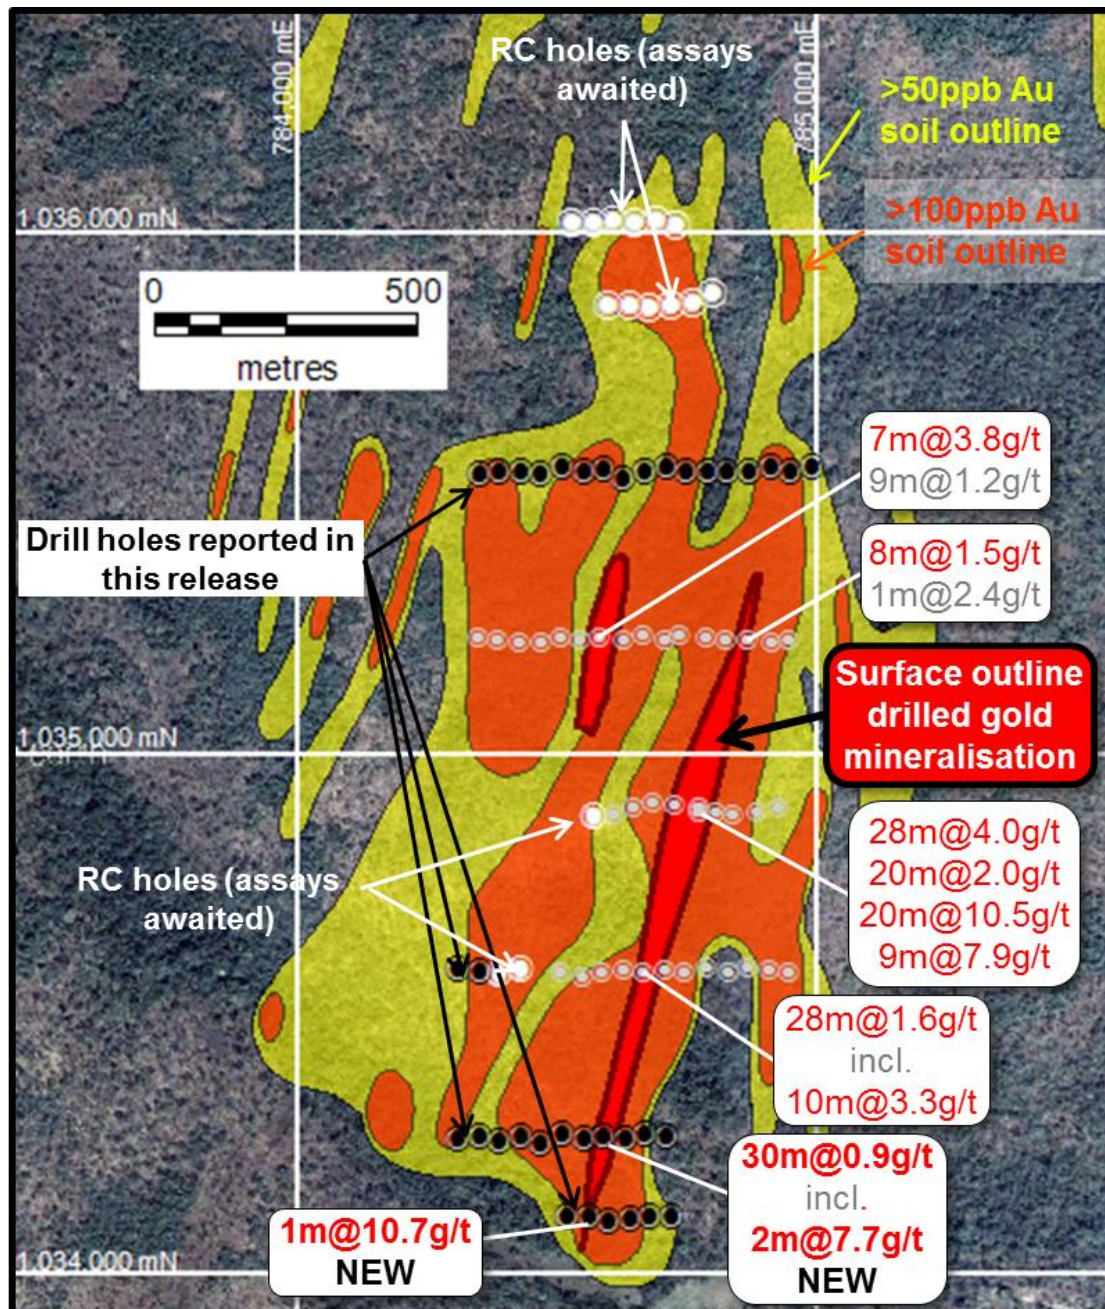 784,000 mE
785,000 mE
RC holes (assays
awaited)
>50ppb Au
soil outline
1,036,000 mN
>100ppb Au
soil outline
0 500
metres
7m@3.8g/t
9m@1.2g/t
Drill holes reported in
this release
8m@1.5g/t
1m@2.4g/t
Surface outline
drilled gold
mineralisation
1,035,000 mN
28m@4.0g/t
20m@2.0g/t
20m@10.5g/t
9m@7.9g/t
RC holes (assays
awaited)
28m@1.6g/t
incl.
10m@3.3g/t
30m@0.9g/t
incl.
2m@7.7g/t
NEW
1m@10.7g/t
NEW
1,034,000 mN